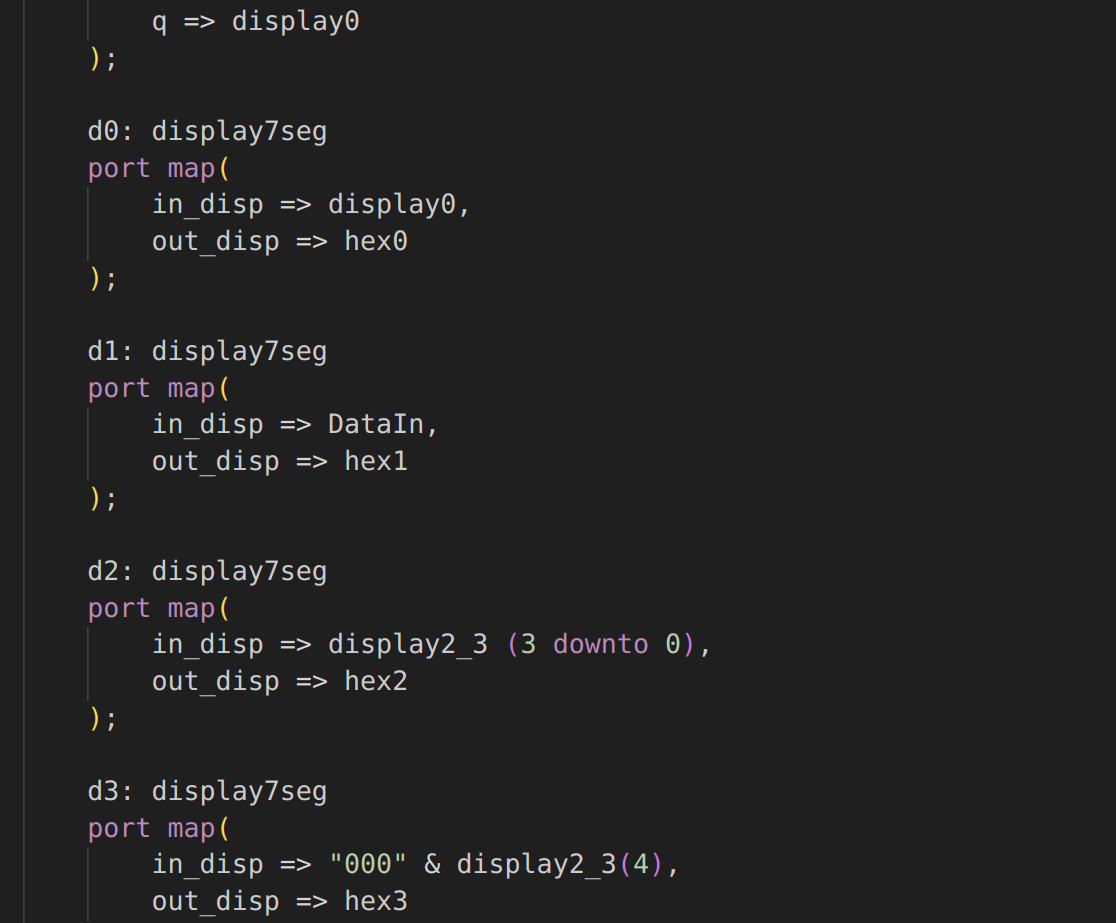 q => display0
);
d0: display7seg
port map(
in_disp => display0,
out_disp => hex0
);
d1: display7seg
port map(
in_disp => DataIn,
out_disp => hex1
);
d2: display7seg
port map(
in_disp => display2_3 (3 downto 0),
out_disp => hex2
);
d3: display7seg
port map(
in_disp => "000" & display2_3(4),
out_disp => hex3